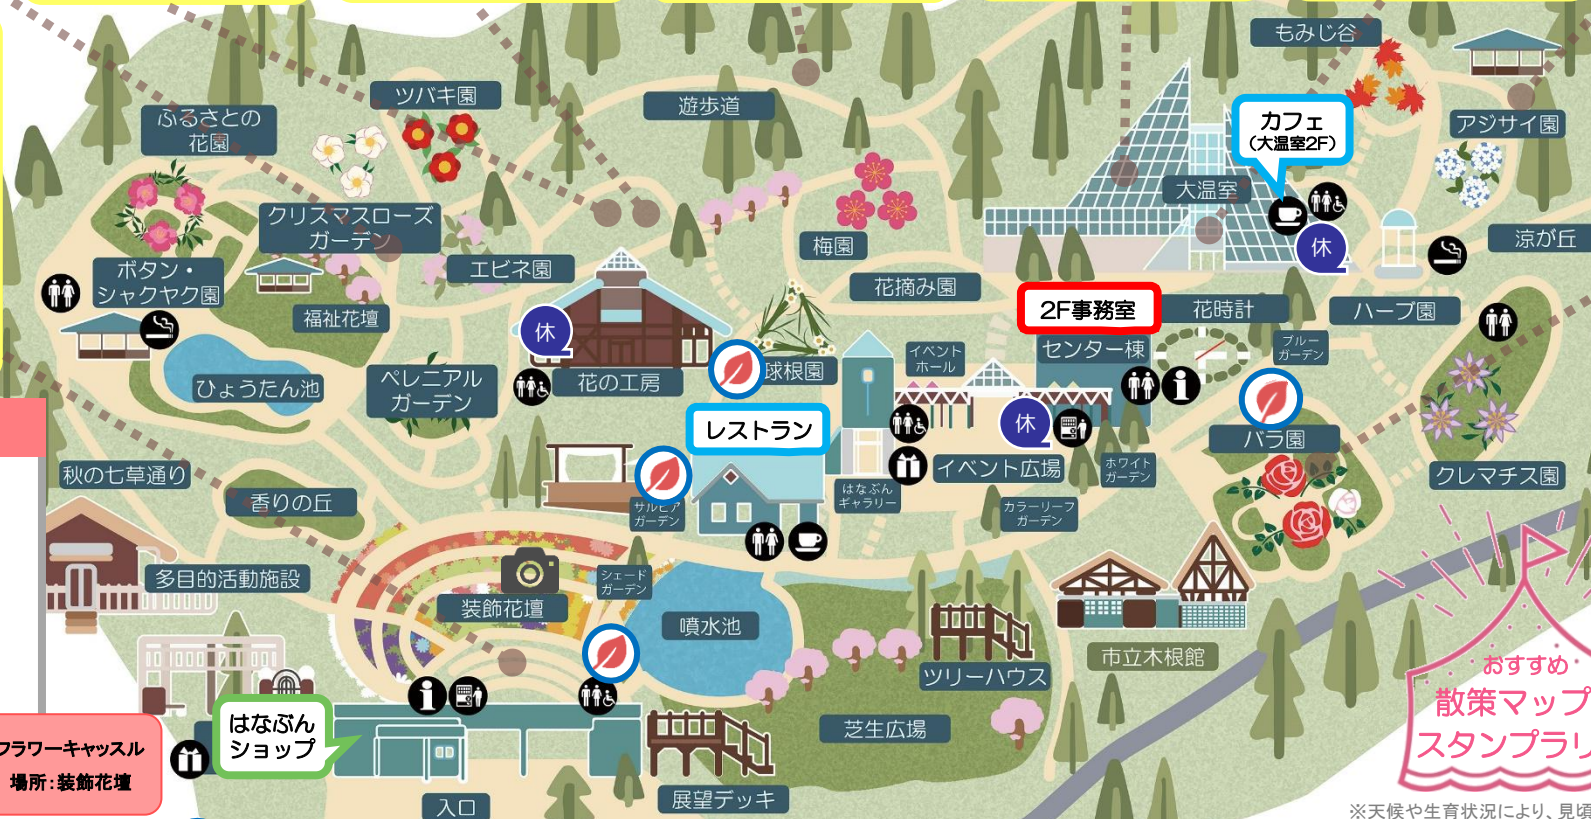 もみじ谷
ツバキ園
遊歩道
ふるさとの
花園
カフェ
(大温室2F)
アジサイ園
大温室
クリスマスローズ
ガーデン
梅園
涼が丘
エビネ園
ボタン・
シャクヤク園
花摘み園
休
2F事務室
花時計
ハーブ園
福祉花壇
休
センター棟
ブルー
ガーデン
イベント
ホール
ひょうたん池
ペレニアル
ガーデン
花の工房
球根園
レストラン
休
バラ園
秋の七草通り
イベント広場
ホワイト
ガーデン
クレマチス園
香りの丘
サルビア
ガーデン
はなぶん
ギャラリー
カラーリーフ
ガーデン
多目的活動施設
シェード
ガーデン
装飾花壇
噴水池
市立木根館
ツリーハウス
おすすめ
散策マップ
スタンプラリ
はなぶん
ショップ
芝生広場
フラワーキャッスル
場所:装飾花壇
入口
展望デッキ
※天候や生育状況により、見頃